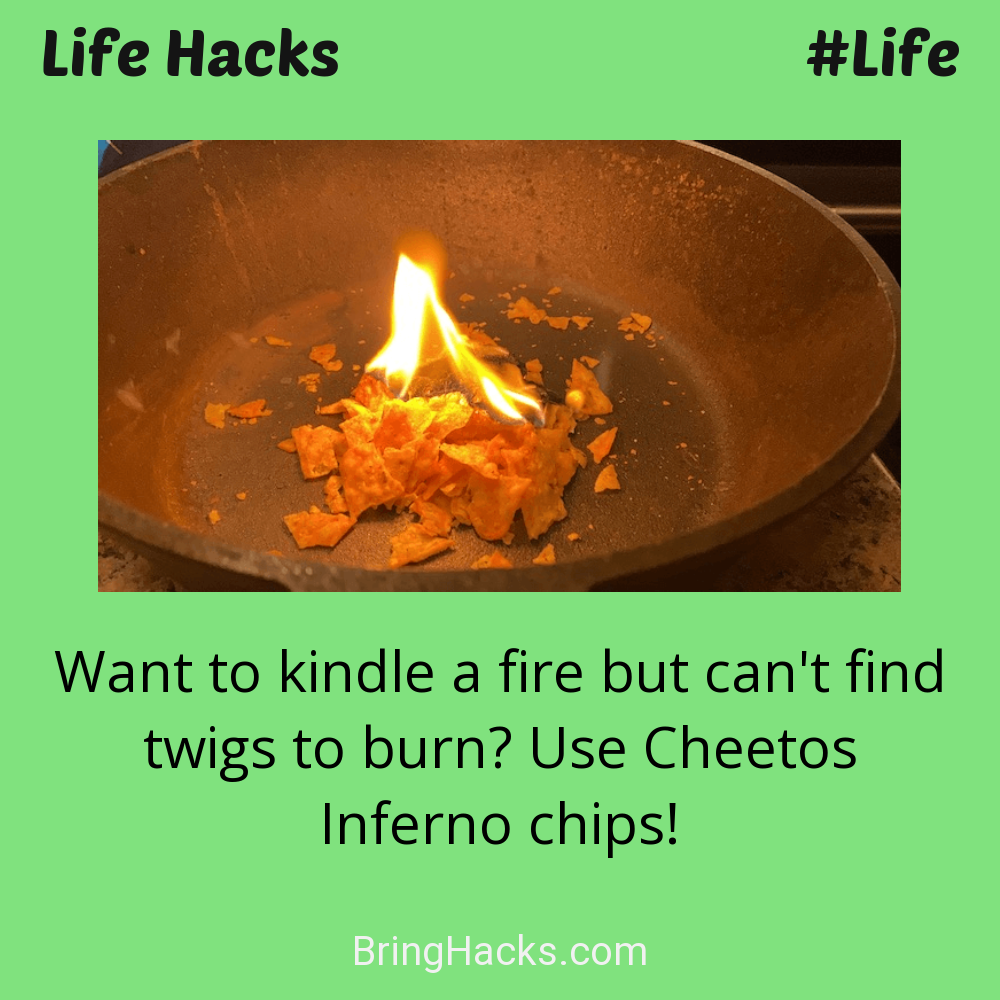 Life Hacks
#Life
Want to kindle a fire but can't find
twigs to burn? Use Cheetos
Inferno chips!
BringHacks.com